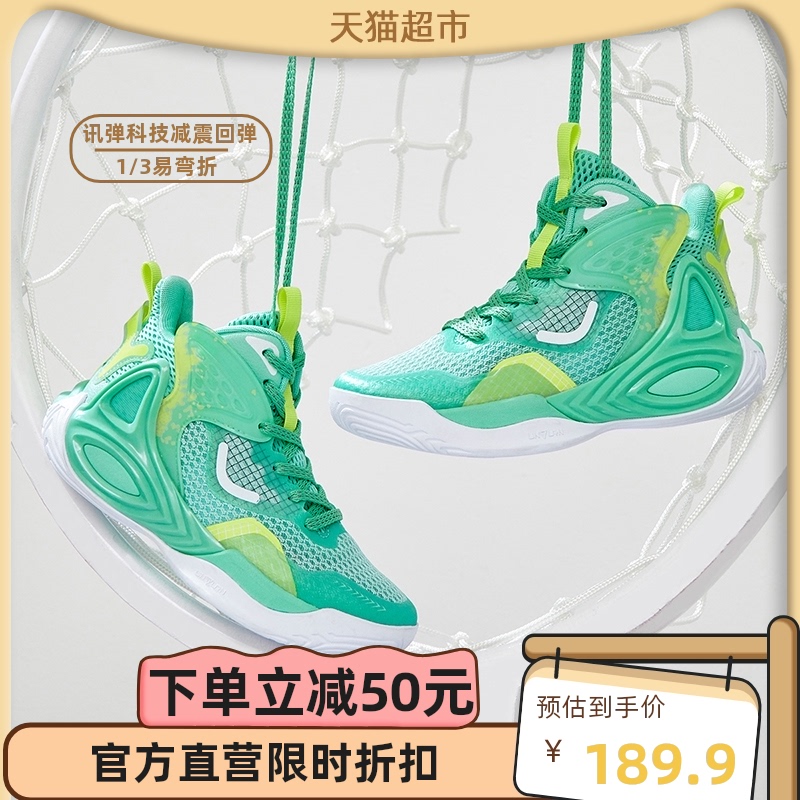 天猫超市
讯弹科技减震回弹
1/3易弯折
下单立减50元
官方直营限时折扣
预估到手价
¥ 189.9